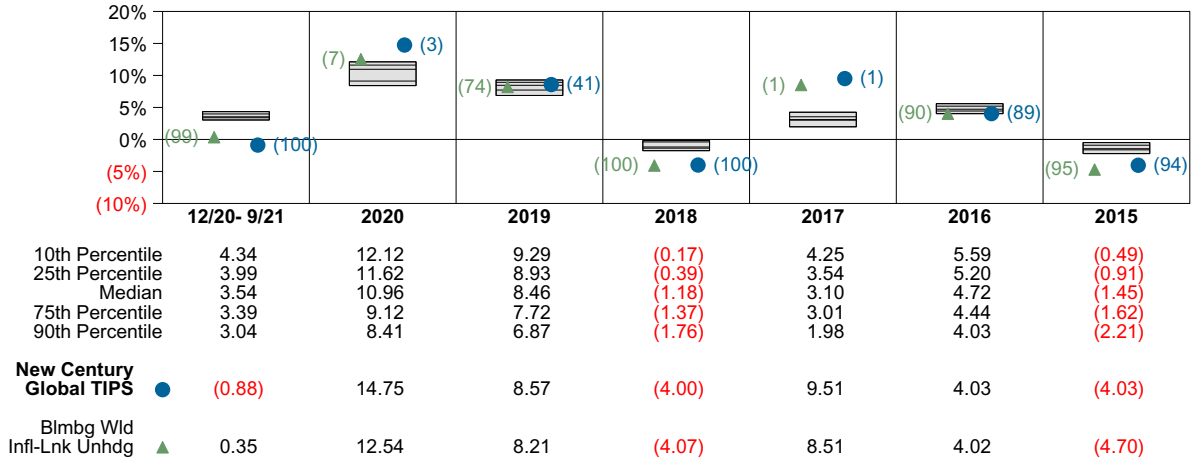 20%
15%
10%
5%
0%
(5%)
(10%)
(99) (100)
(7) (3)
(74) (41)
(100) (100)
(1) (1)
(90) (89)
(95) (94)
12/20- 9/21 2020 2019 2018 2017 2016 2015
10th Percentile 4.34 12.12 9.29 (0.17) 4.25 5.59 (0.49)
25th Percentile 3.99 11.62 8.93 (0.39) 3.54 5.20 (0.91)
Median 3.54 10.96 8.46 (1.18) 3.10 4.72 (1.45)
75th Percentile 3.39 9.12 7.72 (1.37) 3.01 4.44 (1.62)
90th Percentile 3.04 8.41 6.87 (1.76) 1.98 4.03 (2.21)
New Century
Global TIPS (0.88) 14.75 8.57 (4.00) 9.51 4.03 (4.03)
Blmbg Wld
Infl-Lnk Unhdg 0.35 12.54 8.21 (4.07) 8.51 4.02 (4.70)